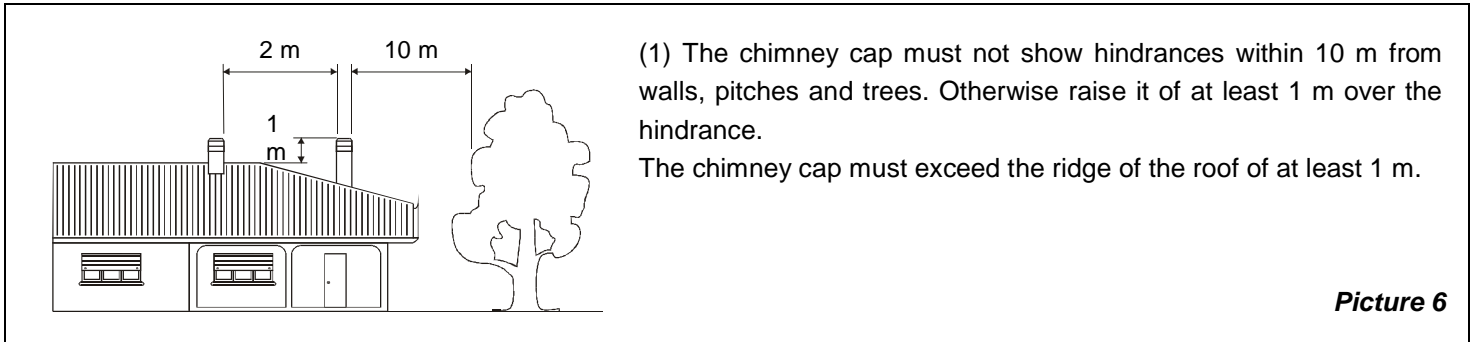 2 m
10 m
1
m
(1) The chimney cap must not show hindrances within 10 m from
walls, pitches and trees. Otherwise raise it of at least 1 m over the
hindrance.
The chimney cap must exceed the ridge of the roof of at least 1 m.
Picture 6